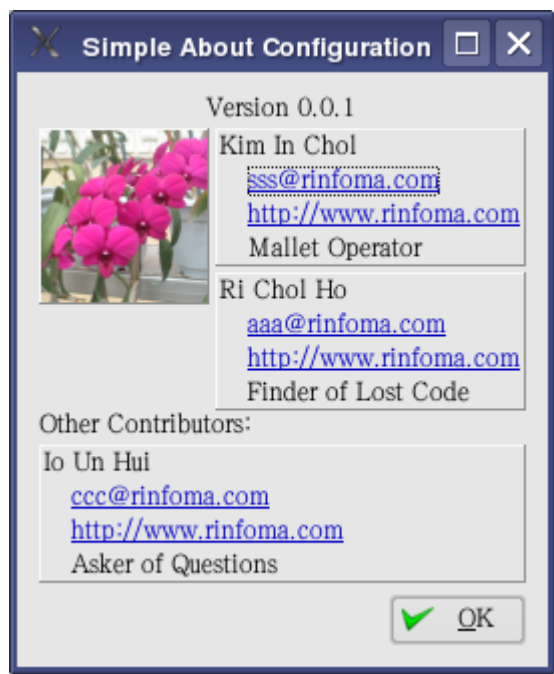 Simple About Configuration
Version 0.0.1
Kim In Chol
sss@rinfoma.com
http://www.rinfoma.com
Mallet Operator
Ri Chol Ho
aaa@rinfoma.com
http://www.rinfoma.com
Finder of Lost Code
Other Contributors:
Io Un Hui
ccc@rinfoma.com
http://www.rinfoma.com
Asker of Questions
OK